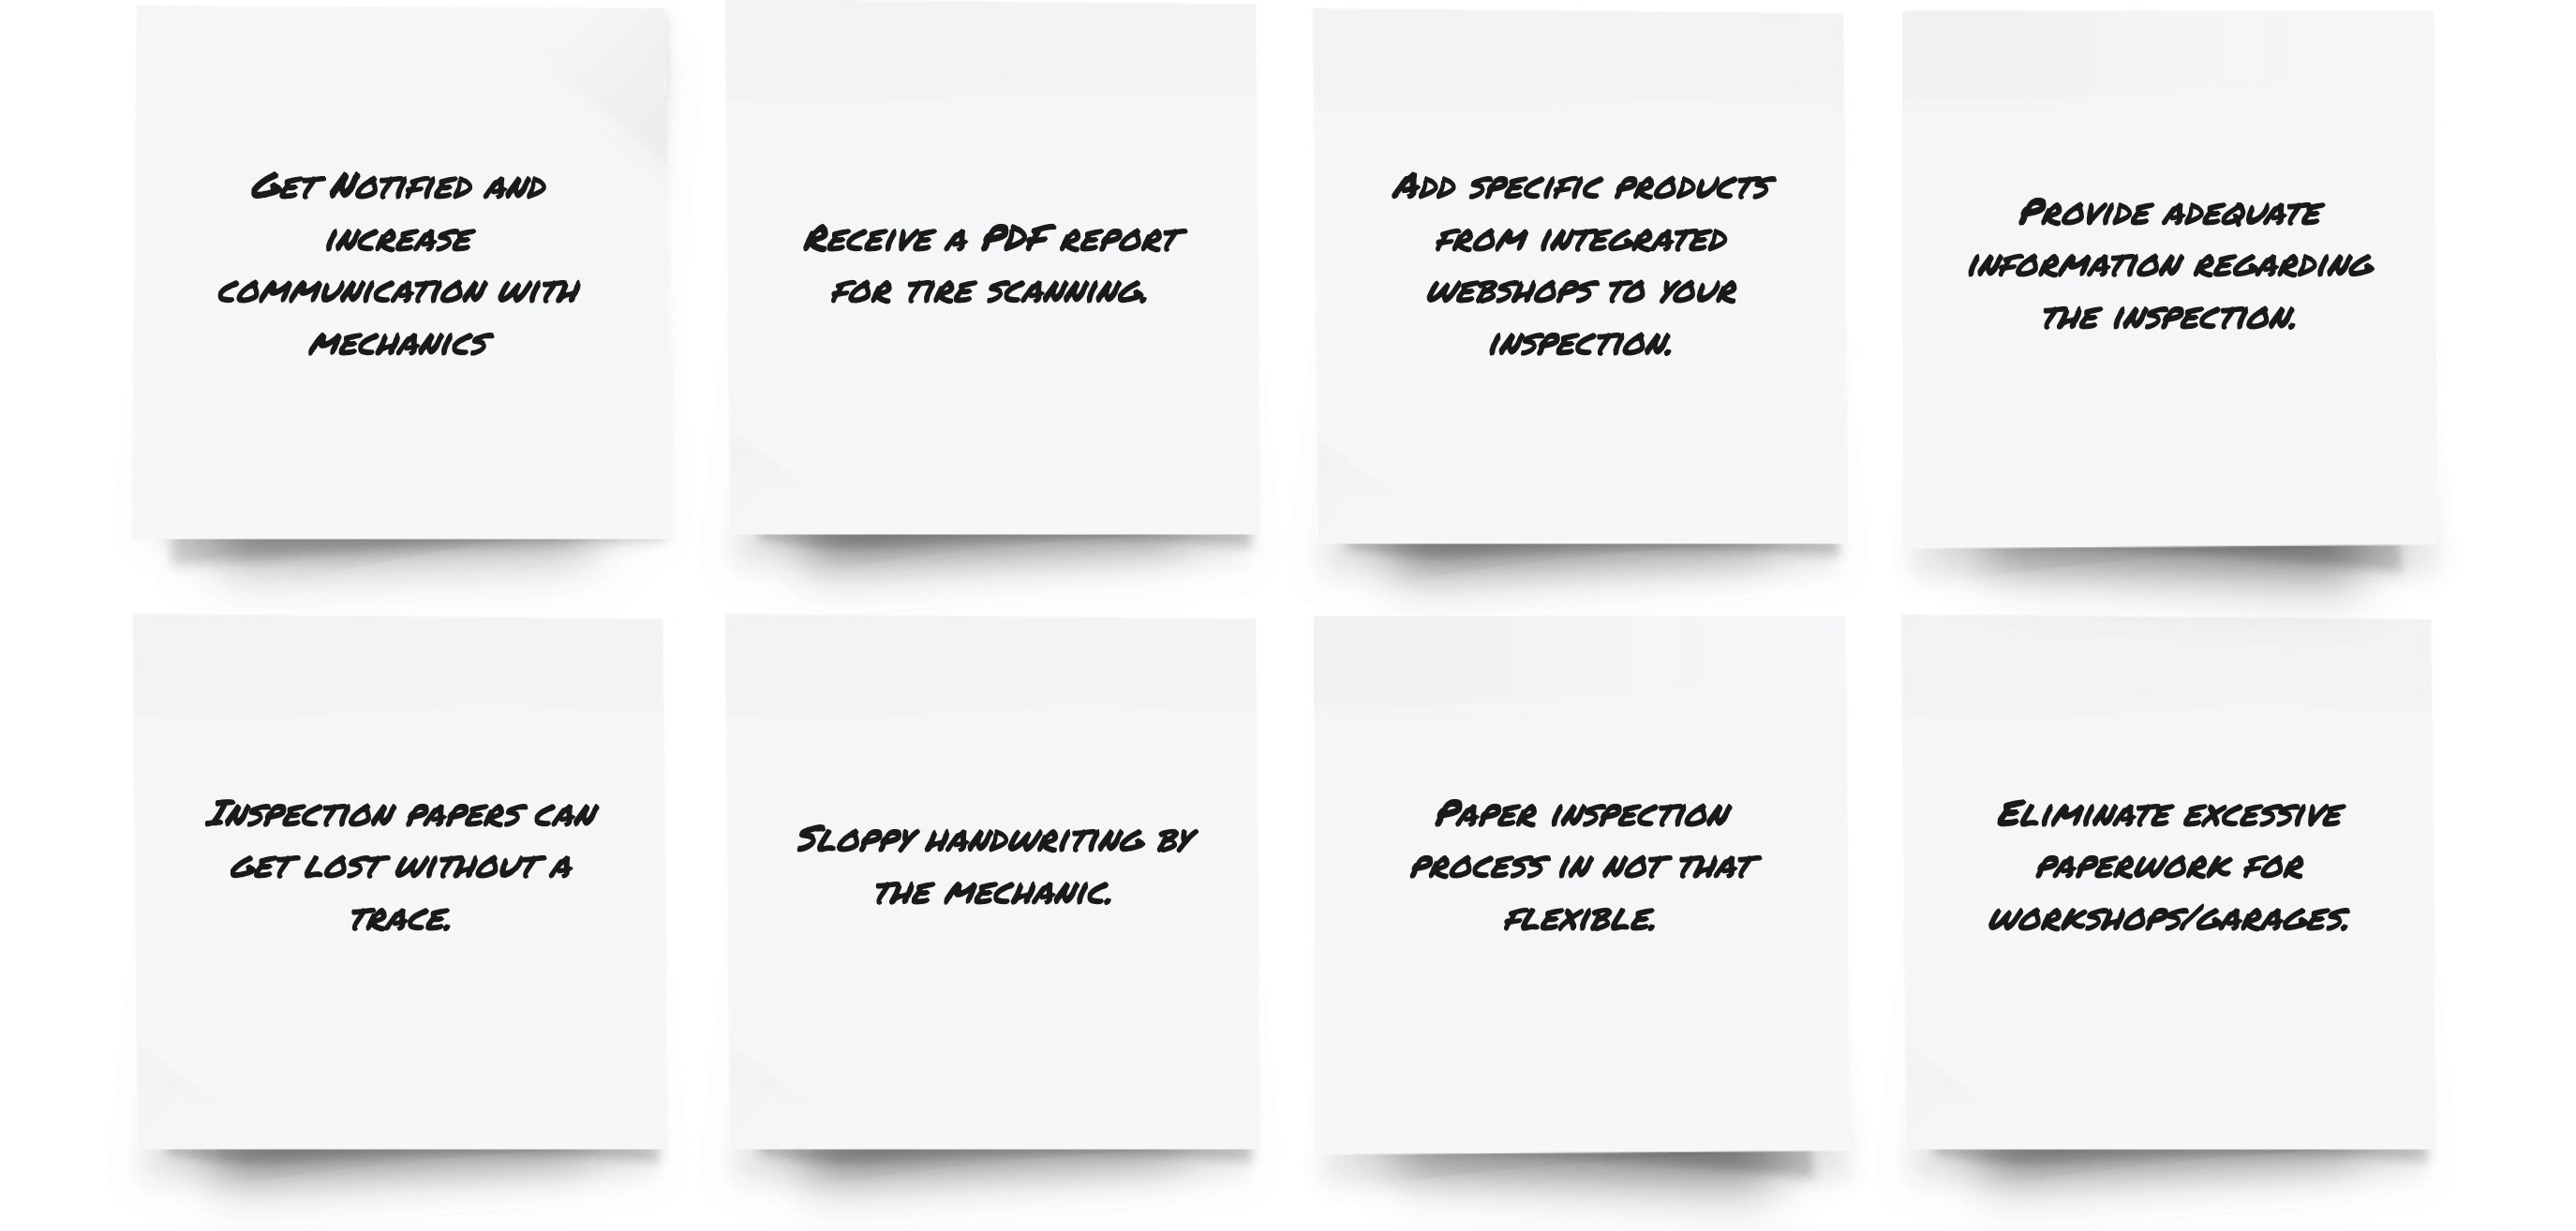 Get Notified and
increase
communication with
mechanics
Receive a PDF report
for tire scanning.
Add specific products
from integrated
webshops to your
inspection.
Provide adequate
information regarding
the inspection.
Inspection papers can
get lost without a
trace.
Sloppy handwriting by
the mechanic.
Paper inspection
process in not that
flexible.
Eliminate excessive
paperwork for
workshops/garages.